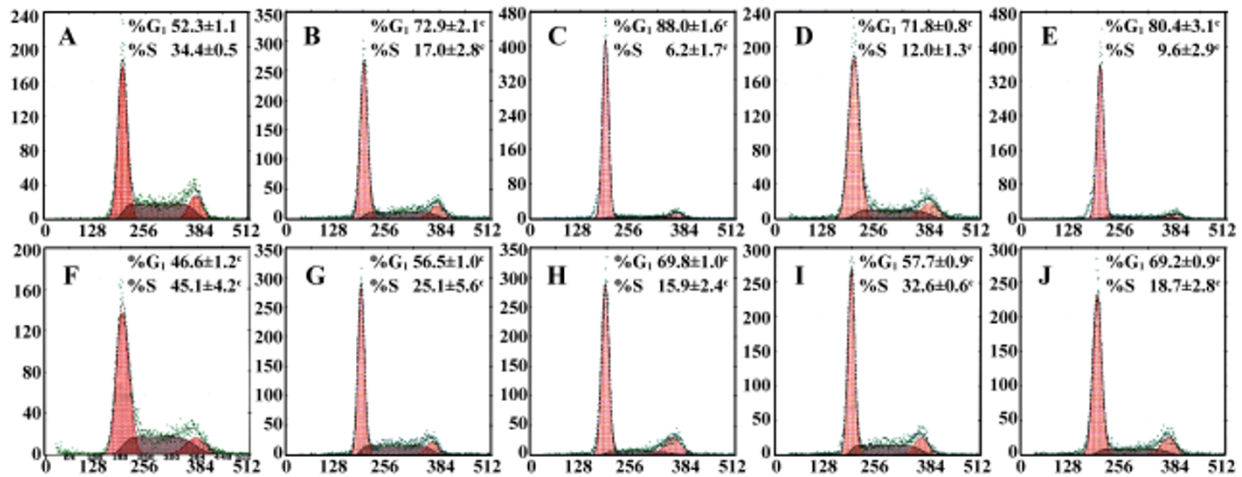 240 200 160 120 80 40 0
A %G₁ 52.3±1.1
%S 34.4±0.5
0 128 256 384 512
350 300 250 200 150 100 50 0
B %G₁ 72.9±2.1ᶜ
%S 17.0±2.8ᶜ
0 128 256 384 512
480 400 320 240 160 80 0
C %G₁ 88.0±1.6ᶜ
%S 6.2±1.7ᶜ
0 128 256 384 512
240 200 160 120 80 40 0
D %G₁ 71.8±0.8ᶜ
%S 12.0±1.3ᶜ
0 128 256 384 512
480 400 320 240 160 80 0
E %G₁ 80.4±3.1ᶜ
%S 9.6±2.9ᶜ
0 128 256 384 512
200 160 120 80 40 0
F %G₁ 46.6±1.2ᶜ
%S 45.1±4.2ᶜ
0 128 256 384 512
350 300 250 200 150 100 50 0
G %G₁ 56.5±1.0ᶜ
%S 25.1±5.6ᶜ
0 128 256 384 512
350 300 250 200 150 100 50 0
H %G₁ 69.8±1.0ᶜ
%S 15.9±2.4ᶜ
0 128 256 384 512
300 250 200 150 100 50 0
I %G₁ 57.7±0.9ᶜ
%S 32.6±0.6ᶜ
0 128 256 384 512
300 250 200 150 100 50 0
J %G₁ 69.2±0.9ᶜ
%S 18.7±2.8ᶜ
0 128 256 384 512